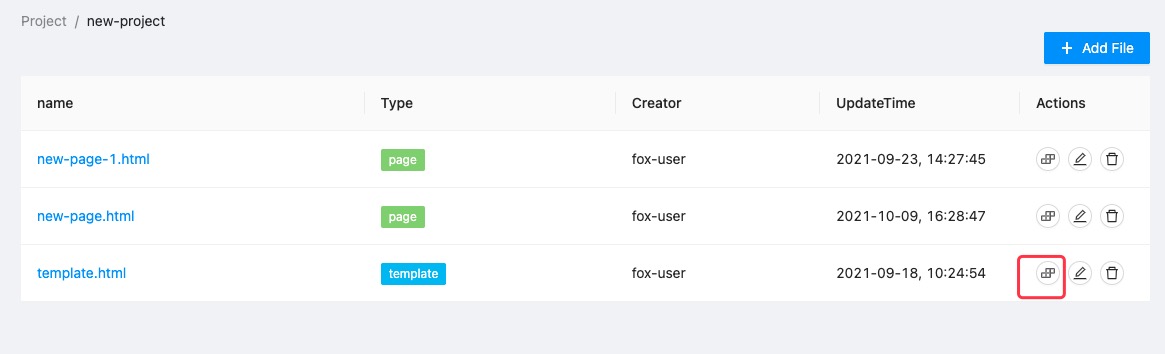 Project / new-project
+ Add File
name Type Creator UpdateTime Actions
new-page-1.html page fox-user 2021-09-23, 14:27:45
new-page.html page fox-user 2021-10-09, 16:28:47
template.html template fox-user 2021-09-18, 10:24:54